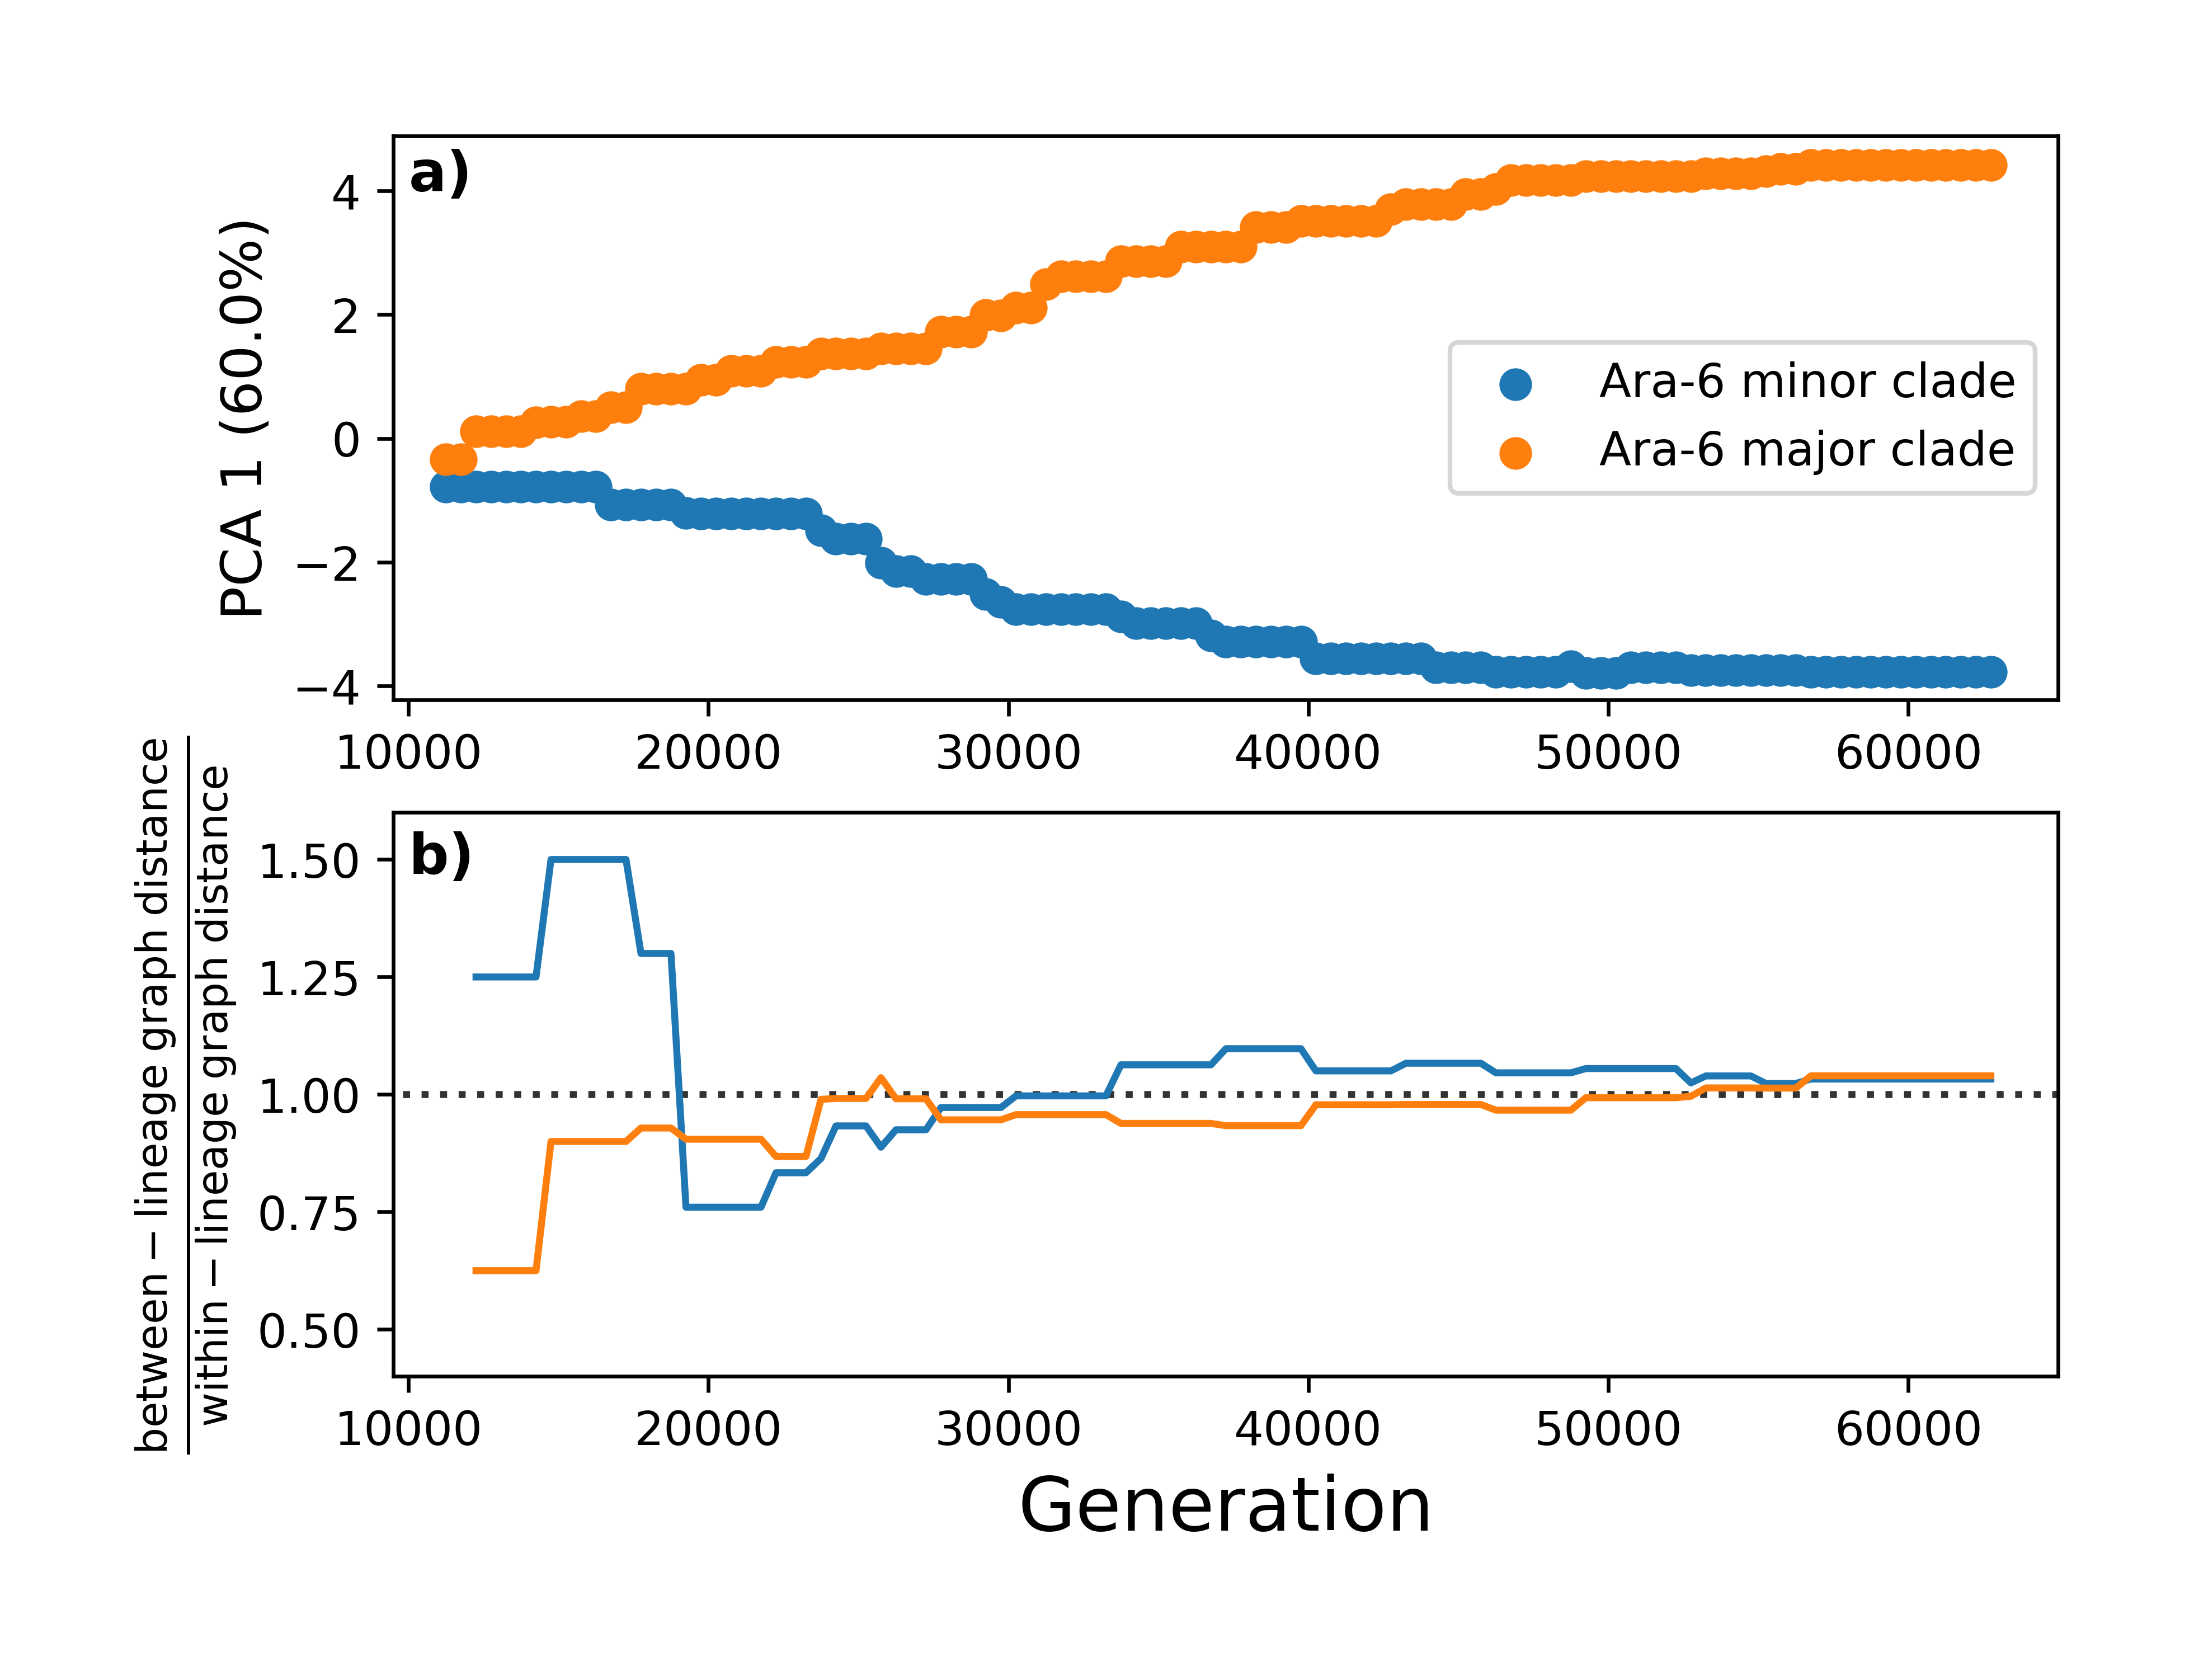 a)
PCA 1 (60.0%)
4
2
0
−2
−4
Ara-6 minor clade
Ara-6 major clade
10000 20000 30000 40000 50000 60000
b)
between − lineage graph distance
within − lineage graph distance
1.50
1.25
1.00
0.75
0.50
10000 20000 30000 40000 50000 60000
Generation